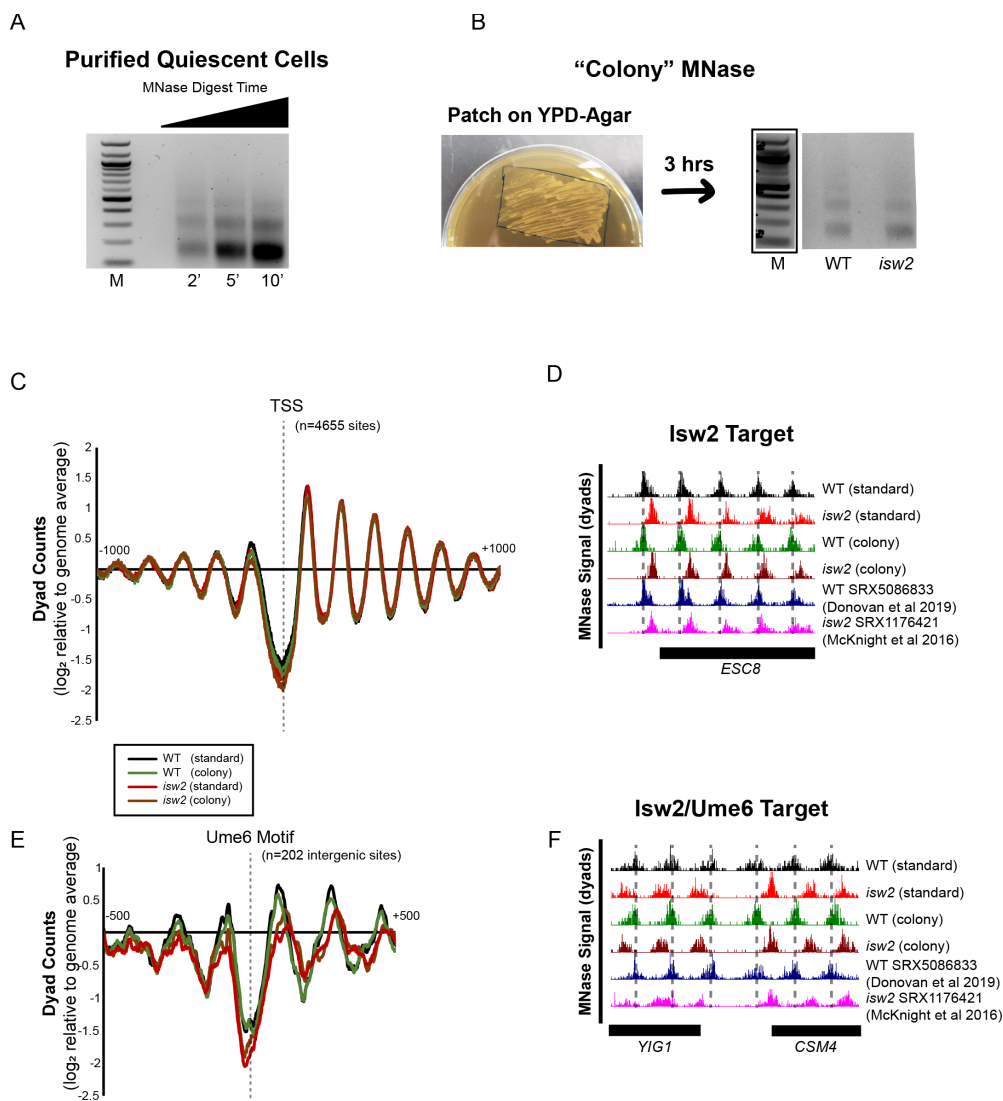 A
Purified Quiescent Cells
MNase Digest Time
M
2’
5’
10’
B
“Colony” MNase
Patch on YPD-Agar
3 hrs
M
WT
isw2
C
TSS
(n=4655 sites)
Dyad Counts
(log₂ relative to genome average)
2
1.5
1
0.5
0
-0.5
-1
-1.5
-2
-2.5
-1000
+1000
WT (standard)
WT (colony)
isw2 (standard)
isw2 (colony)
D
Isw2 Target
MNase Signal (dyads)
WT (standard)
isw2 (standard)
WT (colony)
isw2 (colony)
WT SRX5086833
(Donovan et al 2019)
isw2 SRX1176421
(McKnight et al 2016)
ESC8
E
Ume6 Motif
(n=202 intergenic sites)
Dyad Counts
(log₂ relative to genome average)
1
0.5
0
-0.5
-1
-1.5
-2
-2.5
-500
+500
F
Isw2/Ume6 Target
MNase Signal (dyads)
WT (standard)
isw2 (standard)
WT (colony)
isw2 (colony)
WT SRX5086833
(Donovan et al 2019)
isw2 SRX1176421
(McKnight et al 2016)
YIG1
CSM4